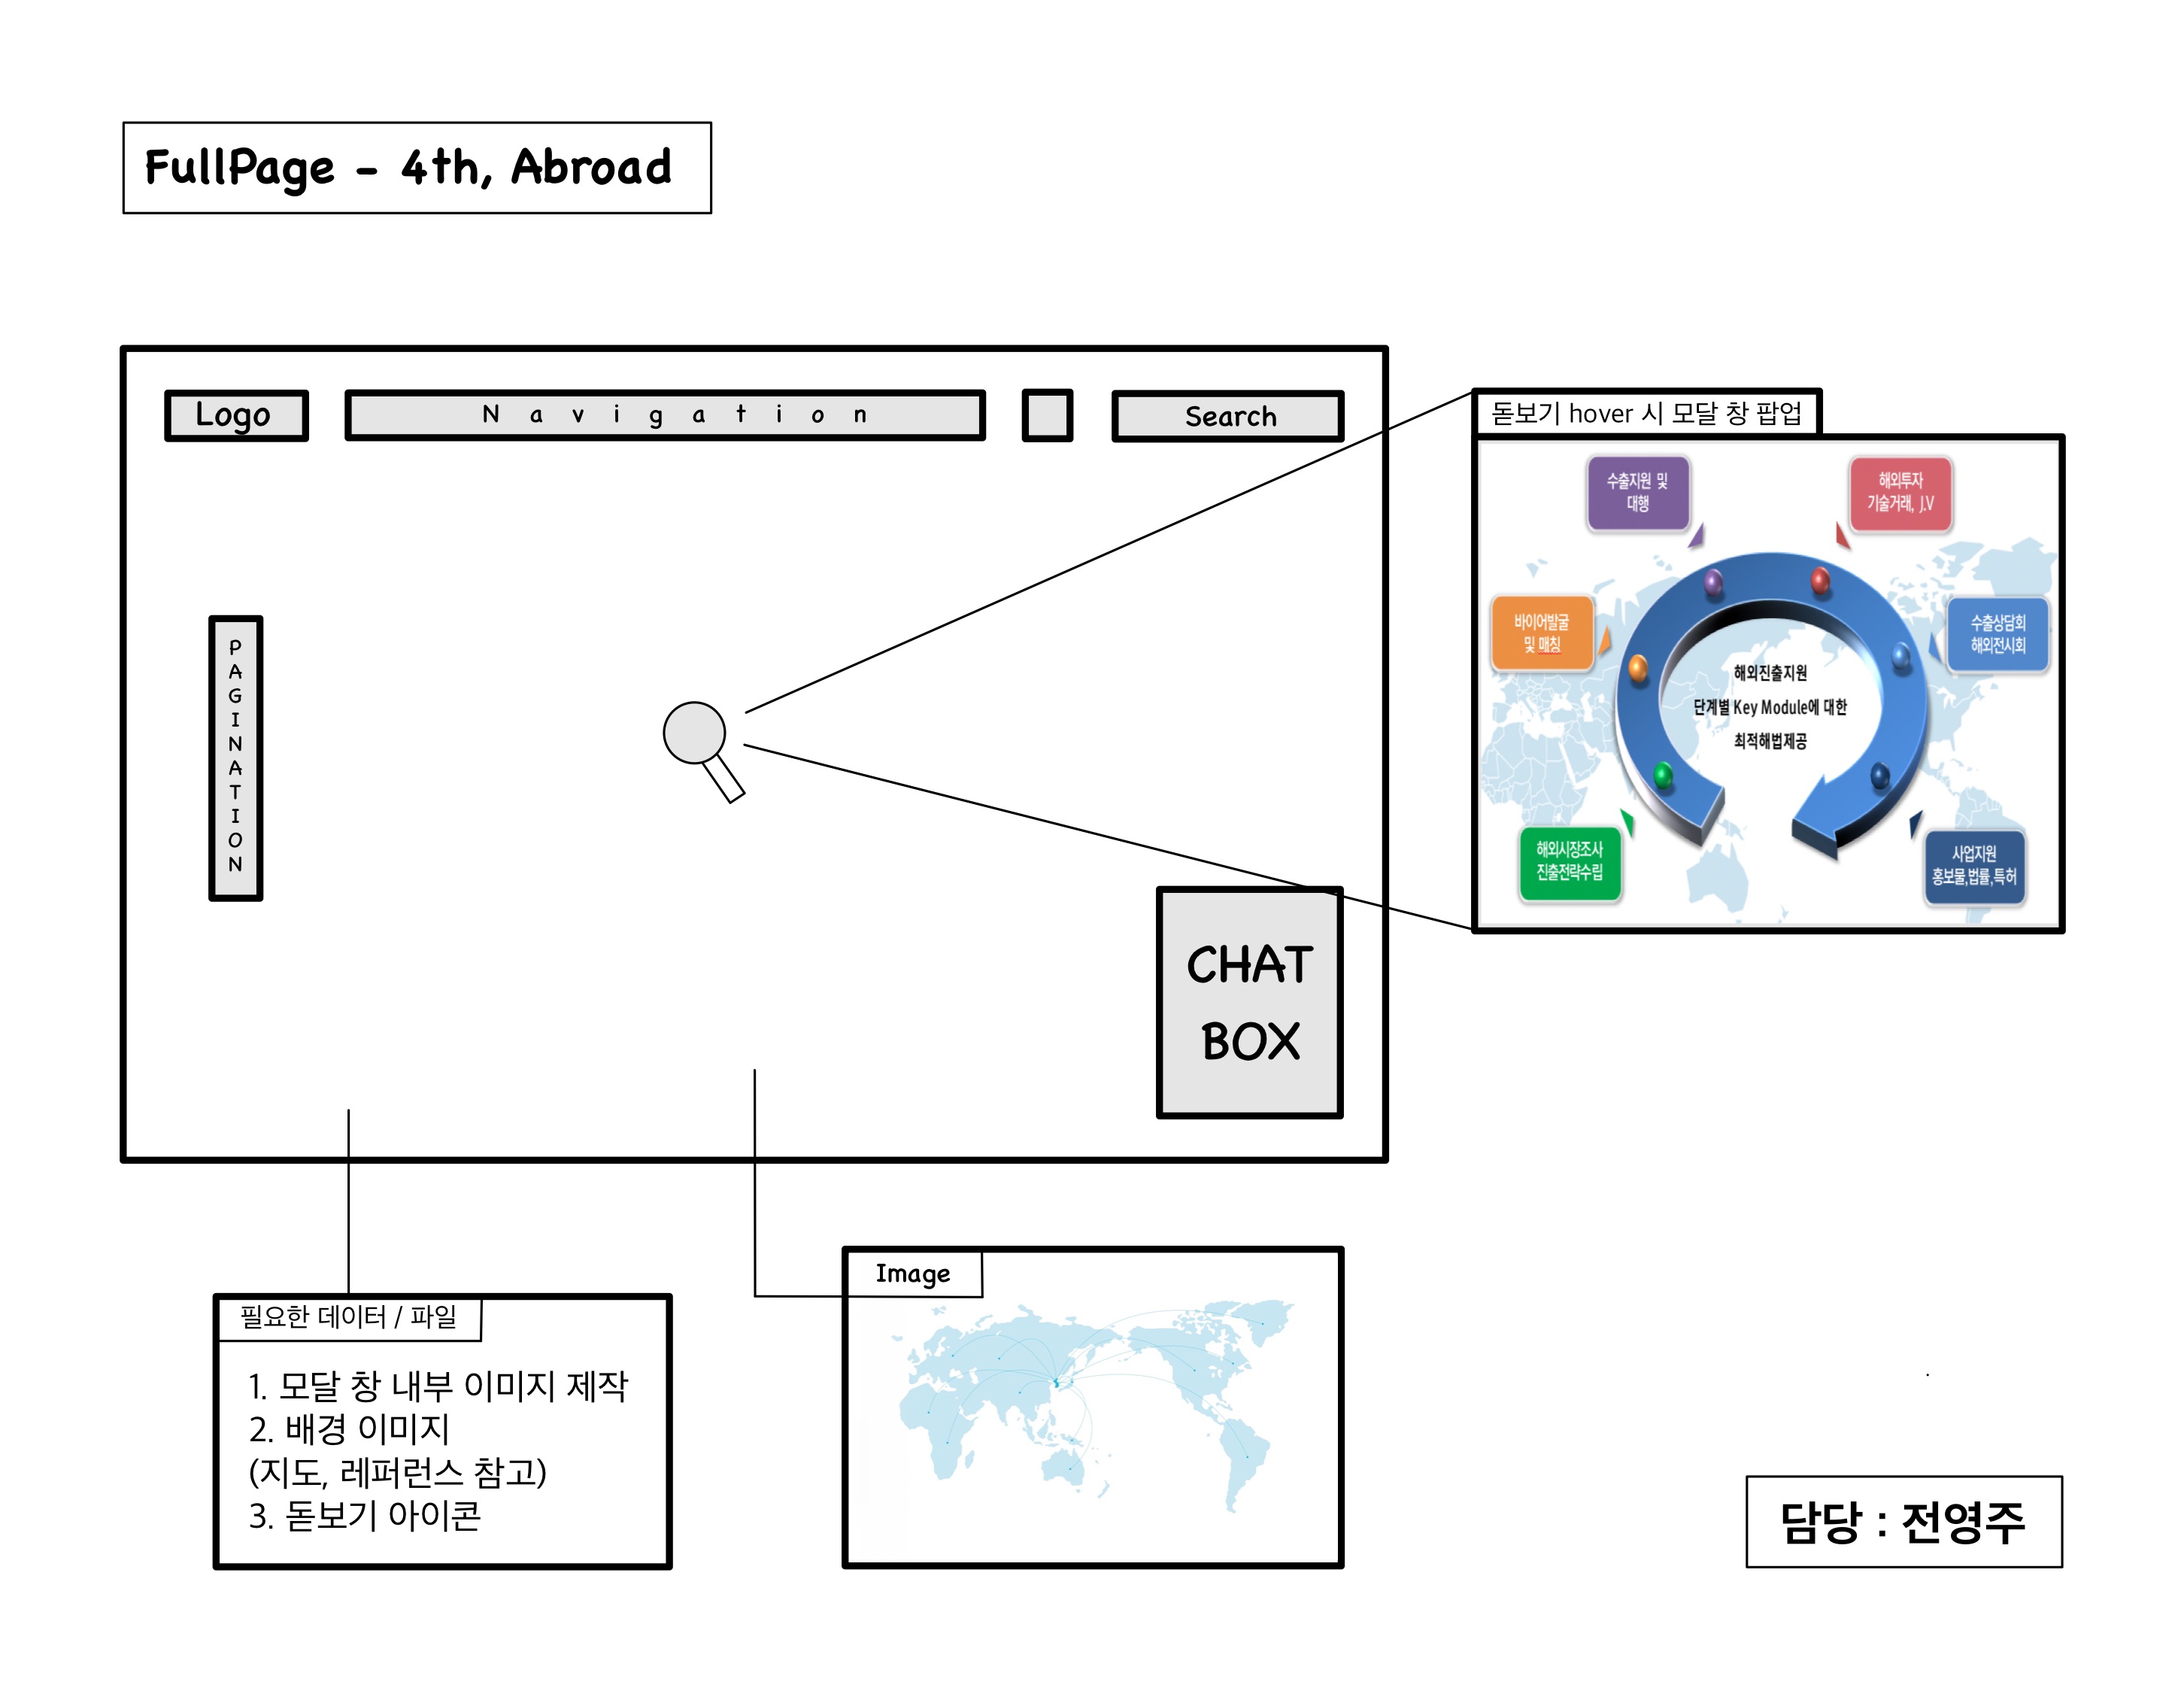 FullPage - 4th, Abroad
Logo
Navigation
Search
PAGINATION
CHAT
BOX
돋보기 hover 시 모달 창 팝업
수출지원 및
대행
해외투자
기술거래, J.V
바이어발굴
및 매칭
수출상담회
해외전시회
해외진출지원
단계별 Key Module에 대한
최적해법제공
해외시장조사
진출전략수립
사업지원
홍보물,법률,특허
필요한 데이터 / 파일
1. 모달 창 내부 이미지 제작
2. 배경 이미지
(지도, 레퍼런스 참고)
3. 돋보기 아이콘
Image
담당 : 전영주